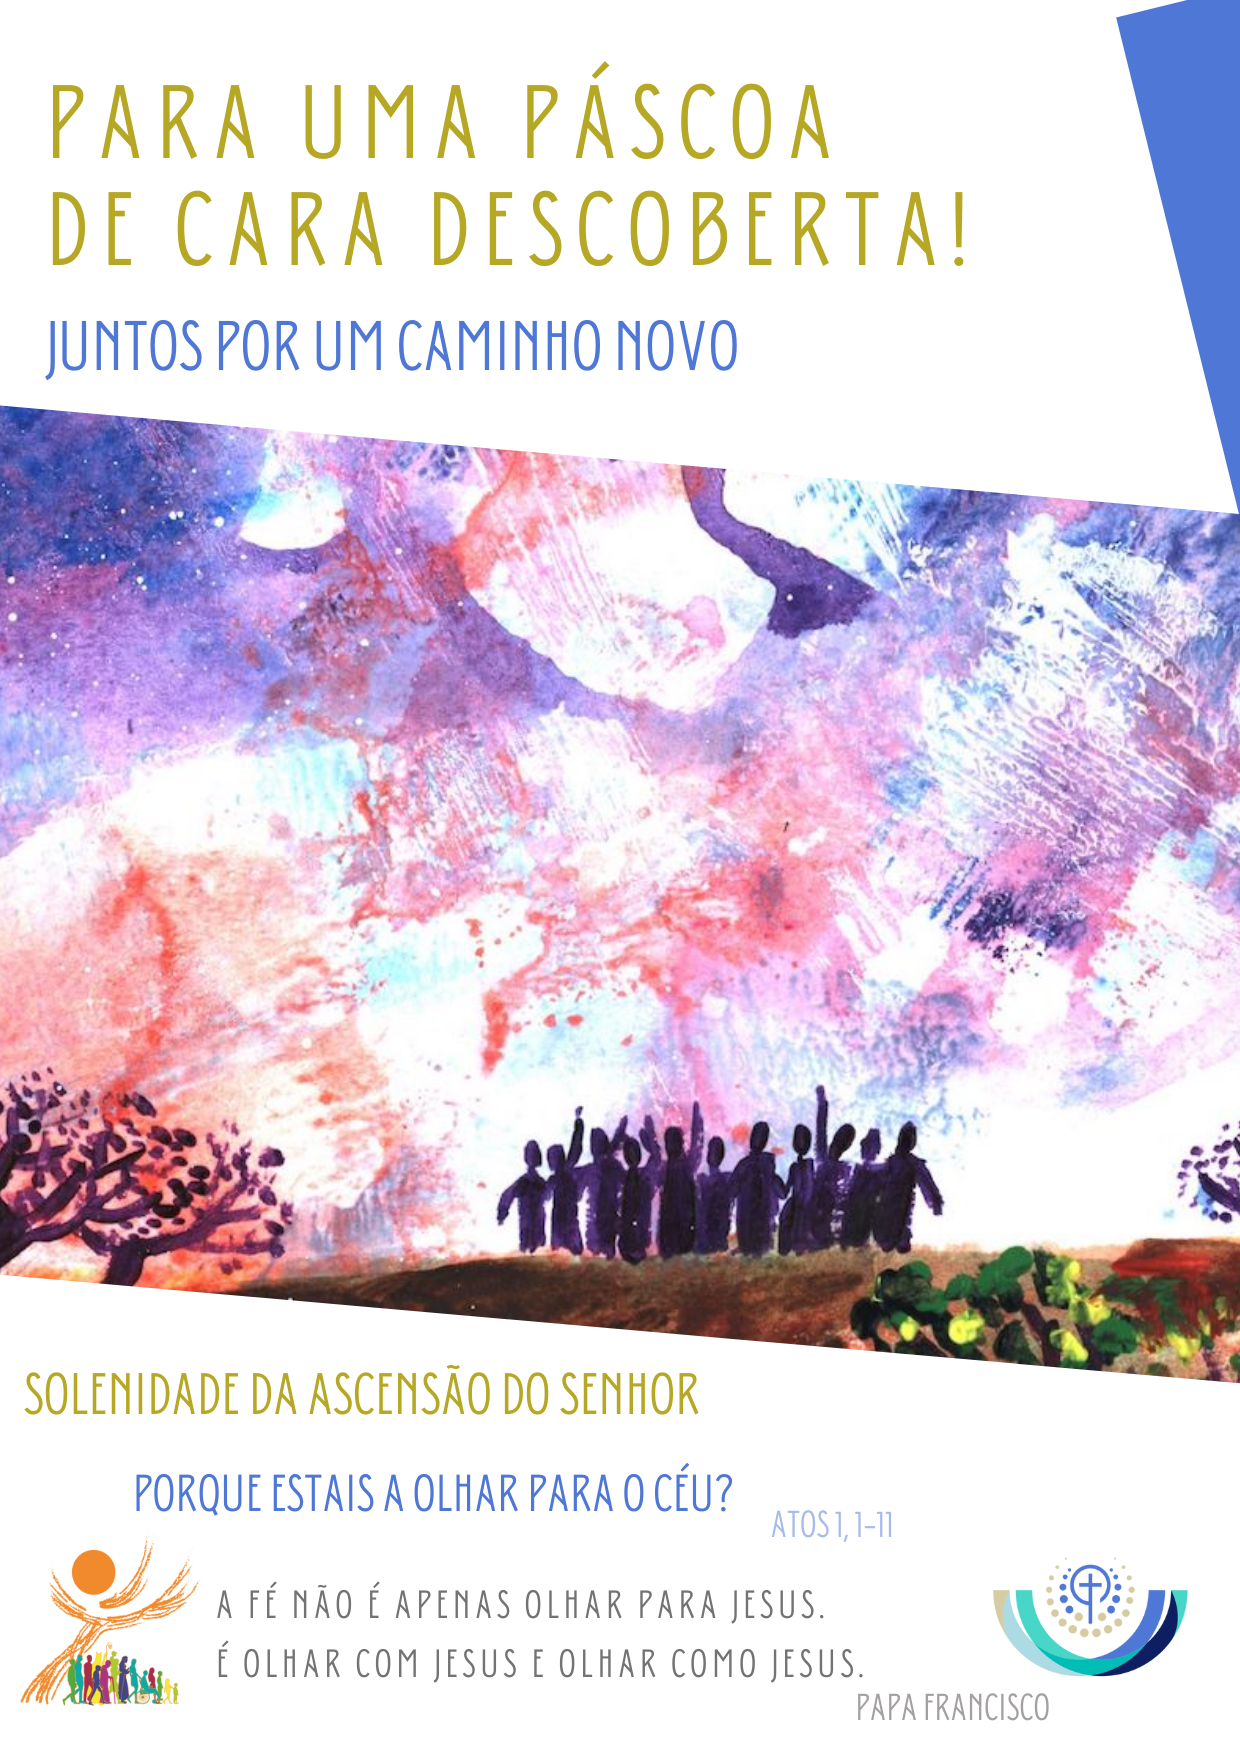 PARA UMA PÁSCOA
DE CARA DESCOBERTA!
JUNTOS POR UM CAMINHO NOVO
SOLENIDADE DA ASCENSÃO DO SENHOR
PORQUE ESTAIS A OLHAR PARA O CÉU?
ATOS 1, 1-11
A FÉ NÃO É APENAS OLHAR PARA JESUS.
É OLHAR COM JESUS E OLHAR COMO JESUS.
PAPA FRANCISCO